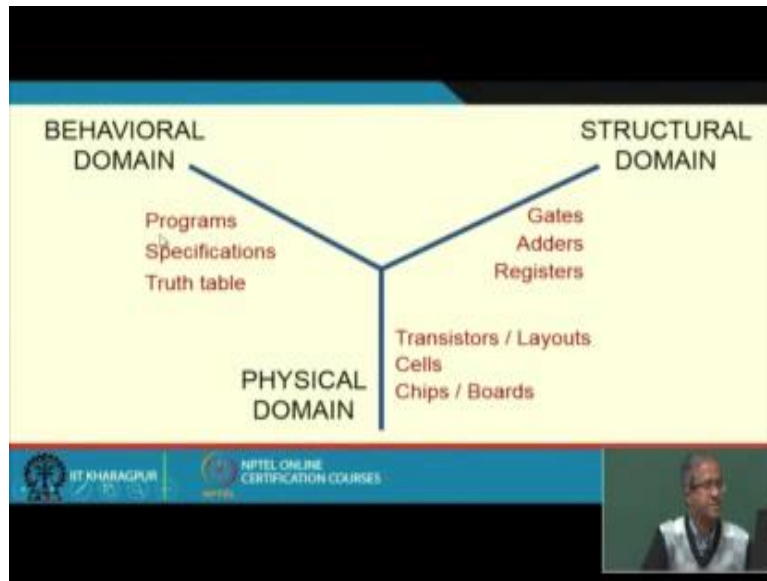 BEHAVIORAL
DOMAIN
STRUCTURAL
DOMAIN
Programs
Specifications
Truth table
Gates
Adders
Registers
Transistors / Layouts
Cells
Chips / Boards
PHYSICAL
DOMAIN
IIT KHARAGPUR
NPTEL
NPTEL ONLINE
CERTIFICATION COURSES